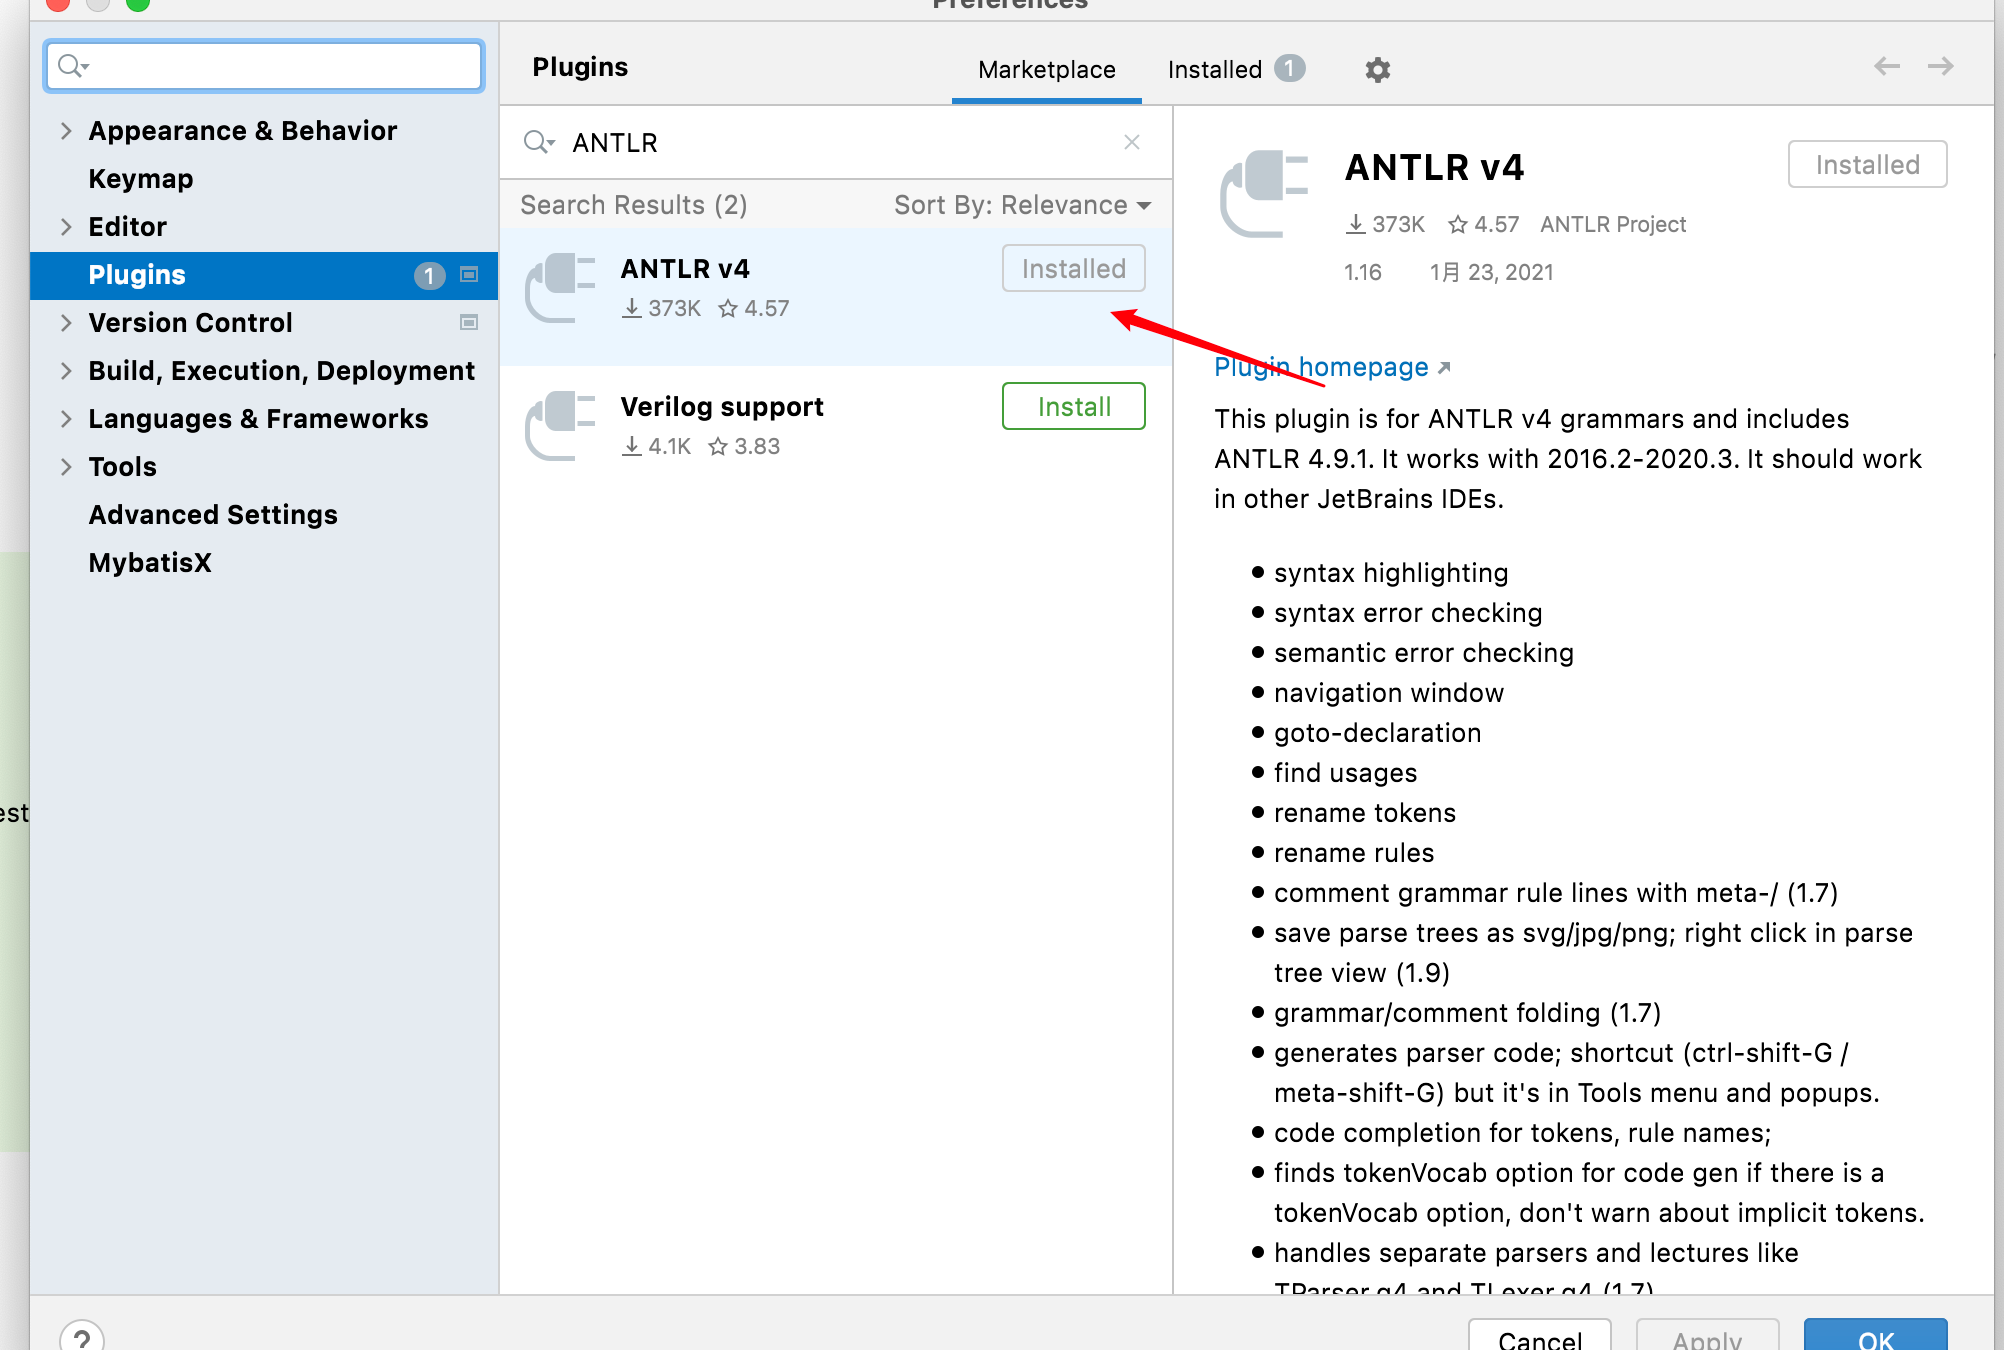 Preferences
Plugins
Marketplace
Installed 1
Appearance & Behavior
Keymap
Editor
Plugins 1
Version Control
Build, Execution, Deployment
Languages & Frameworks
Tools
Advanced Settings
MybatisX
est
ANTLR
Search Results (2)
Sort By: Relevance
ANTLR v4
Installed
373K 4.57
Verilog support
Install
4.1K 3.83
ANTLR v4
Installed
373K 4.57 ANTLR Project
1.16 1月 23, 2021
Plugin homepage
This plugin is for ANTLR v4 grammars and includes
ANTLR 4.9.1. It works with 2016.2-2020.3. It should work
in other JetBrains IDEs.
syntax highlighting
syntax error checking
semantic error checking
navigation window
goto-declaration
find usages
rename tokens
rename rules
comment grammar rule lines with meta-/ (1.7)
save parse trees as svg/jpg/png; right click in parse
tree view (1.9)
grammar/comment folding (1.7)
generates parser code; shortcut (ctrl-shift-G /
meta-shift-G) but it's in Tools menu and popups.
code completion for tokens, rule names;
finds tokenVocab option for code gen if there is a
tokenVocab option, don't warn about implicit tokens.
handles separate parsers and lectures like
TParser.g4 and TLexer.g4 (1.7)
?
Cancel
Apply
OK